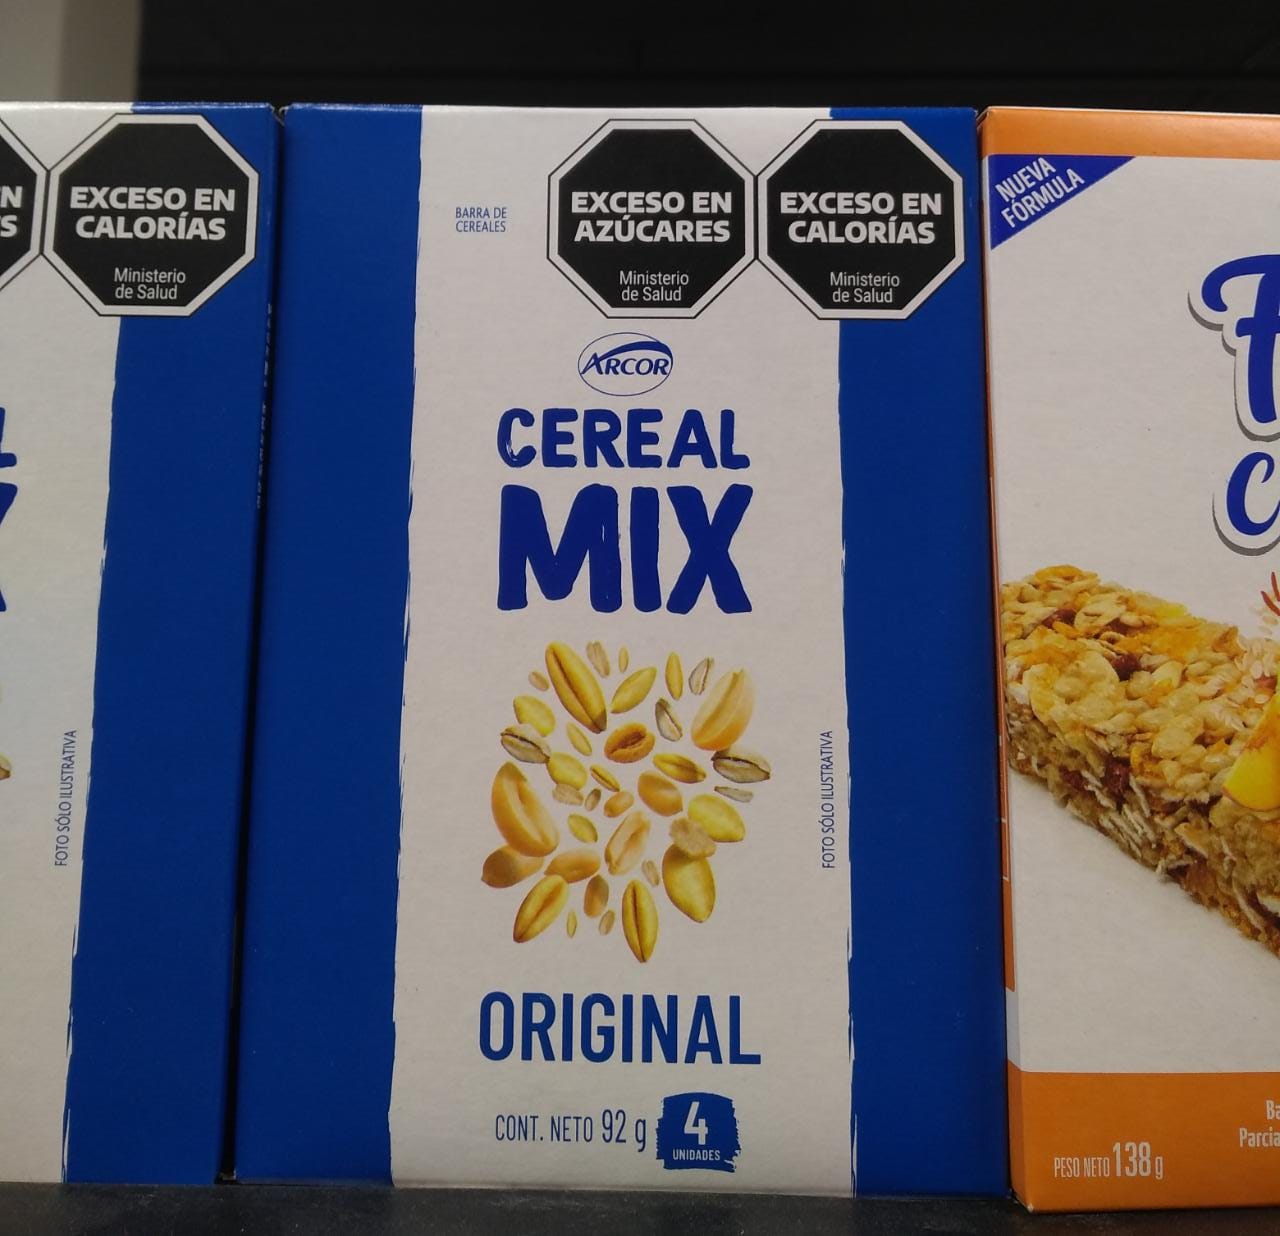 EXCESO EN
CALORÍAS
Ministerio
de Salud
FOTO SÓLO ILUSTRATIVA
BARRA DE
CEREALES
EXCESO EN
AZÚCARES
Ministerio
de Salud
EXCESO EN
CALORÍAS
Ministerio
de Salud
ARCOR
CEREAL
MIX
FOTO SÓLO ILUSTRATIVA
ORIGINAL
CONT. NETO 92 g
4
UNIDADES
NUEVA
FÓRMULA
PESO NETO 138 g